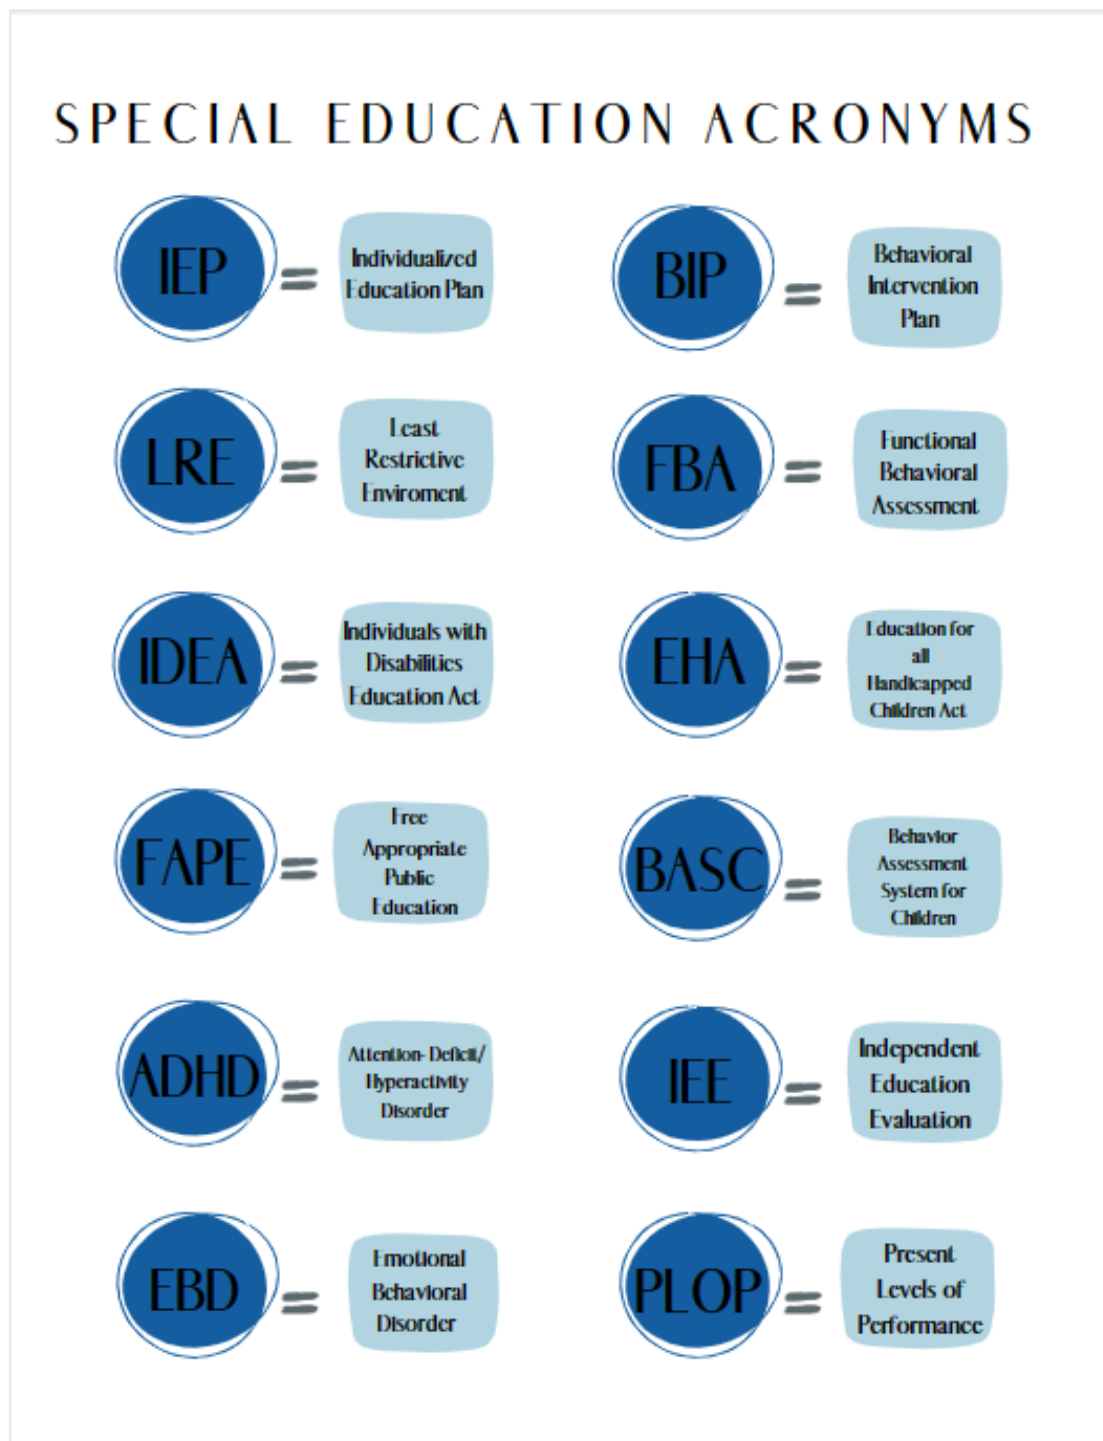 SPECIAL EDUCATION ACRONYMS
IEP
=
Individualized
Education Plan
BIP
=
Behavioral
Intervention
Plan
LRE
=
Least
Restrictive
Enviroment
FBA
=
Functional
Behavioral
Assessment
IDEA
=
Individuals with
Disabilities
Education Act
EHA
=
Education for
all
Handicapped
Children Act
FAPE
=
Free
Appropriate
Public
Education
BASC
=
Behavior
Assessment
System for
Children
ADHD
=
Attention- Deficit/
Hyperactivity
Disorder
IEE
=
Independent
Education
Evaluation
EBD
=
Emotional
Behavioral
Disorder
PLOP
=
Present
Levels of
Performance